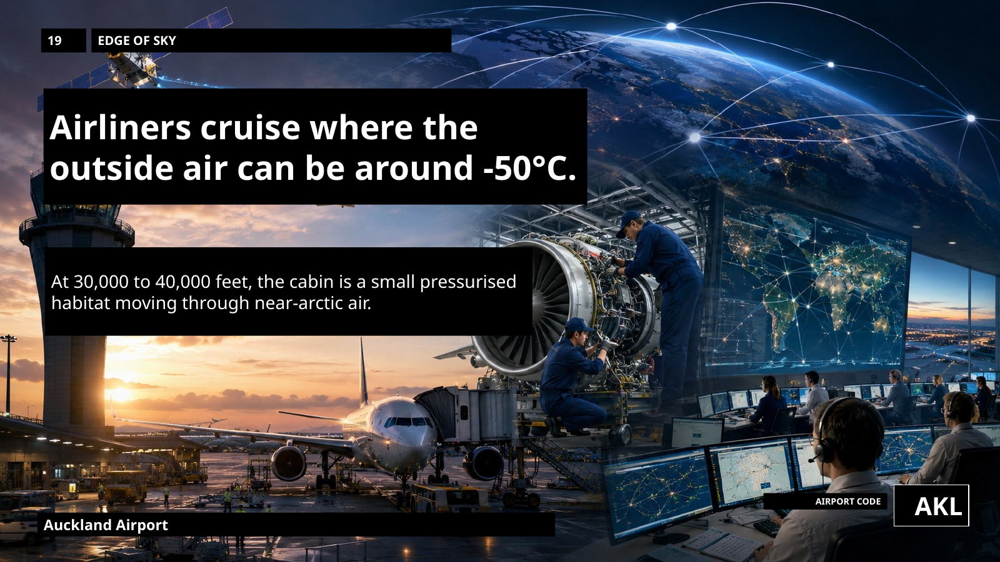 19
EDGE OF SKY
Airliners cruise where the
outside air can be around -50°C.
At 30,000 to 40,000 feet, the cabin is a small pressurised
habitat moving through near-arctic air.
Auckland Airport
AIRPORT CODE
AKL